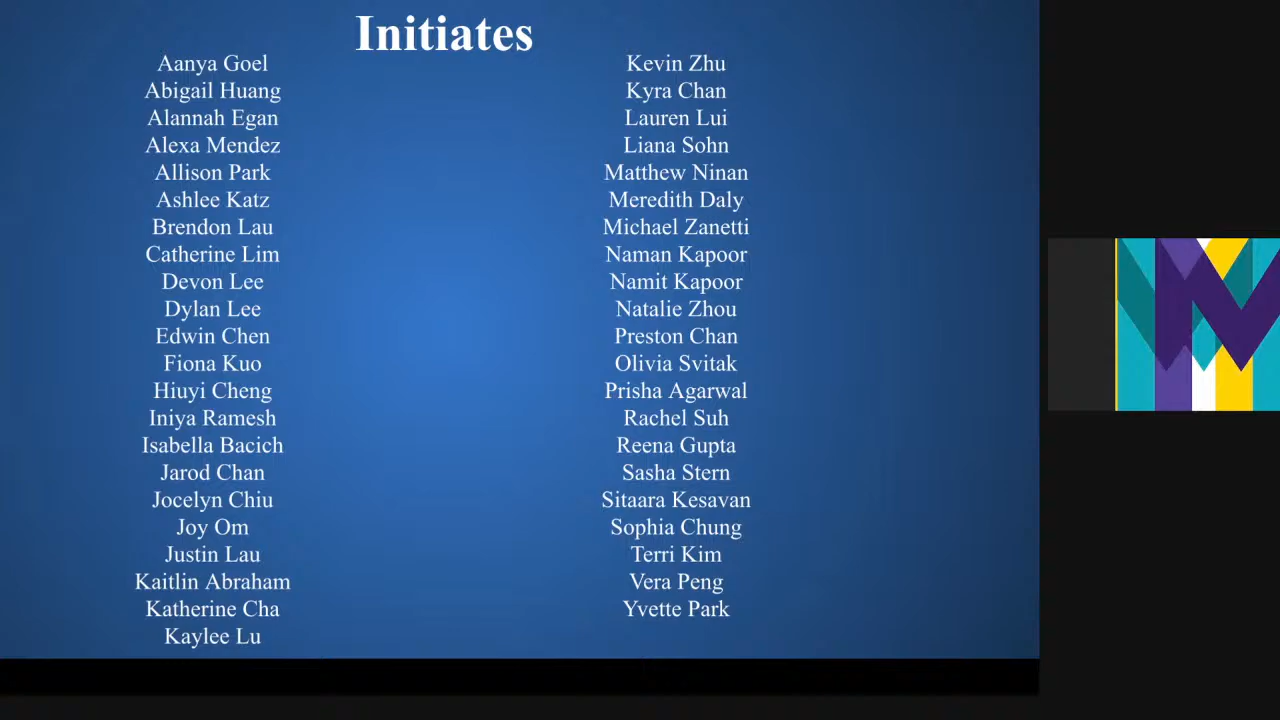 Initiates
Aanya Goel
Abigail Huang
Alannah Egan
Alexa Mendez
Allison Park
Ashlee Katz
Brendon Lau
Catherine Lim
Devon Lee
Dylan Lee
Edwin Chen
Fiona Kuo
Hiuyi Cheng
Iniya Ramesh
Isabella Bacich
Jarod Chan
Jocelyn Chiu
Joy Om
Justin Lau
Kaitlin Abraham
Katherine Cha
Kaylee Lu
Kevin Zhu
Kyra Chan
Lauren Lui
Liana Sohn
Matthew Ninan
Meredith Daly
Michael Zanetti
Naman Kapoor
Namit Kapoor
Natalie Zhou
Preston Chan
Olivia Svitak
Prisha Agarwal
Rachel Suh
Reena Gupta
Sasha Stern
Sitaara Kesavan
Sophia Chung
Terri Kim
Vera Peng
Yvette Park